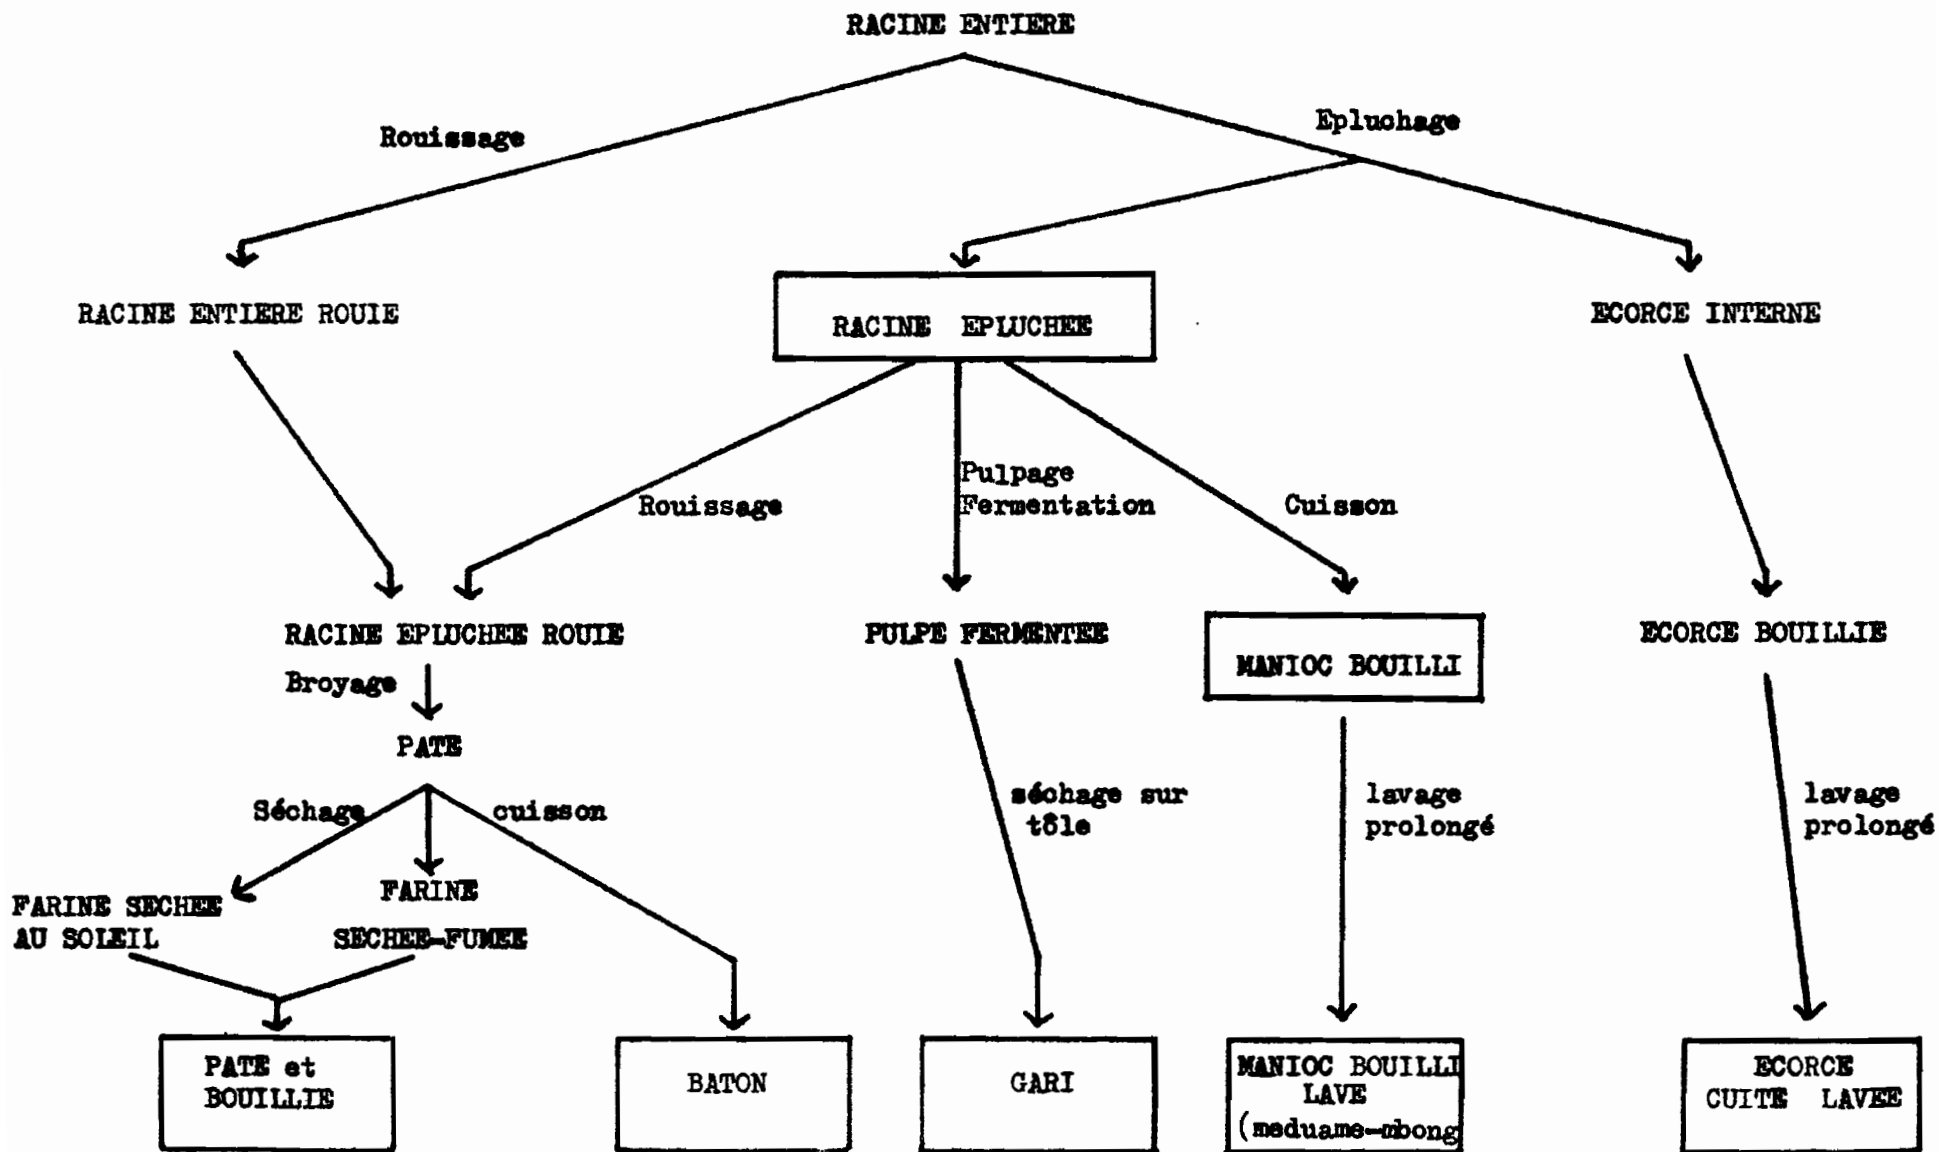 RACINE ENTIERE
Rouissage
Epluchage
RACINE ENTIERE ROUIE
RACINE EPLUCHEE
ECORCE INTERNE
Rouissage
Pulpage
Fermentation
Cuisson
RACINE EPLUCHEE ROUIE
PULPE FERMENTEE
MANIOC BOUILLI
ECORCE BOUILLIE
Broyage
PATE
Séchage
cuisson
séchage sur
tôle
lavage
prolongé
lavage
prolongé
FARINE SECHEE
AU SOLEIL
FARINE
SECHEE-FUMEE
PATE et
BOUILLIE
BATON
GARI
MANIOC BOUILLI
LAVE
(meduame-mbong
ECORCE
CUITE LAVEE